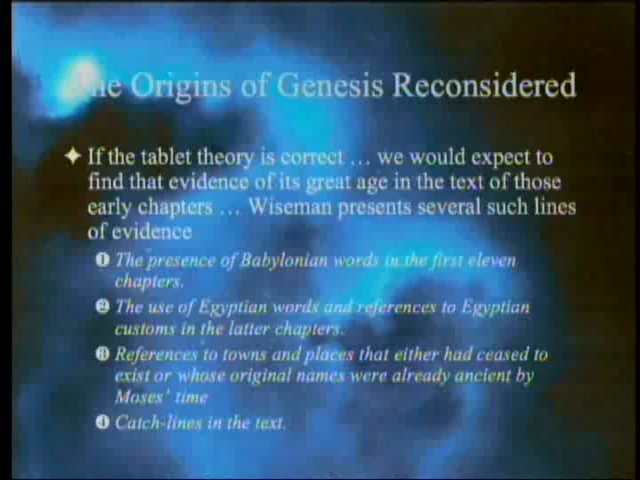 The Origins of Genesis Reconsidered
If the tablet theory is correct … we would expect to
find that evidence of its great age in the text of those
early chapters … Wiseman presents several such lines
of evidence
❶ The presence of Babylonian words in the first eleven
chapters.
❷ The use of Egyptian words and references to Egyptian
customs in the latter chapters.
❸ References to towns and places that either had ceased to
exist or whose original names were already ancient by
Moses’ time
❹ Catch-lines in the text.